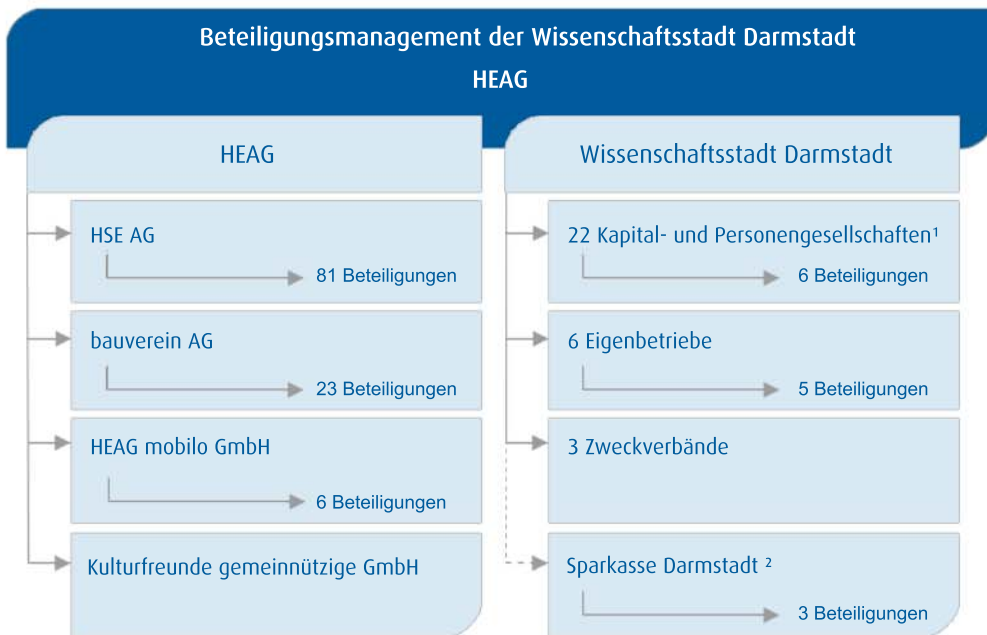 Beteiligungsmanagement der Wissenschaftsstadt Darmstadt
HEAG
HEAG
HSE AG
81 Beteiligungen
bauverein AG
23 Beteiligungen
HEAG mobilo GmbH
6 Beteiligungen
Kulturfreunde gemeinnützige GmbH
Wissenschaftsstadt Darmstadt
22 Kapital- und Personengesellschaften¹
6 Beteiligungen
6 Eigenbetriebe
5 Beteiligungen
3 Zweckverbände
Sparkasse Darmstadt ²
3 Beteiligungen